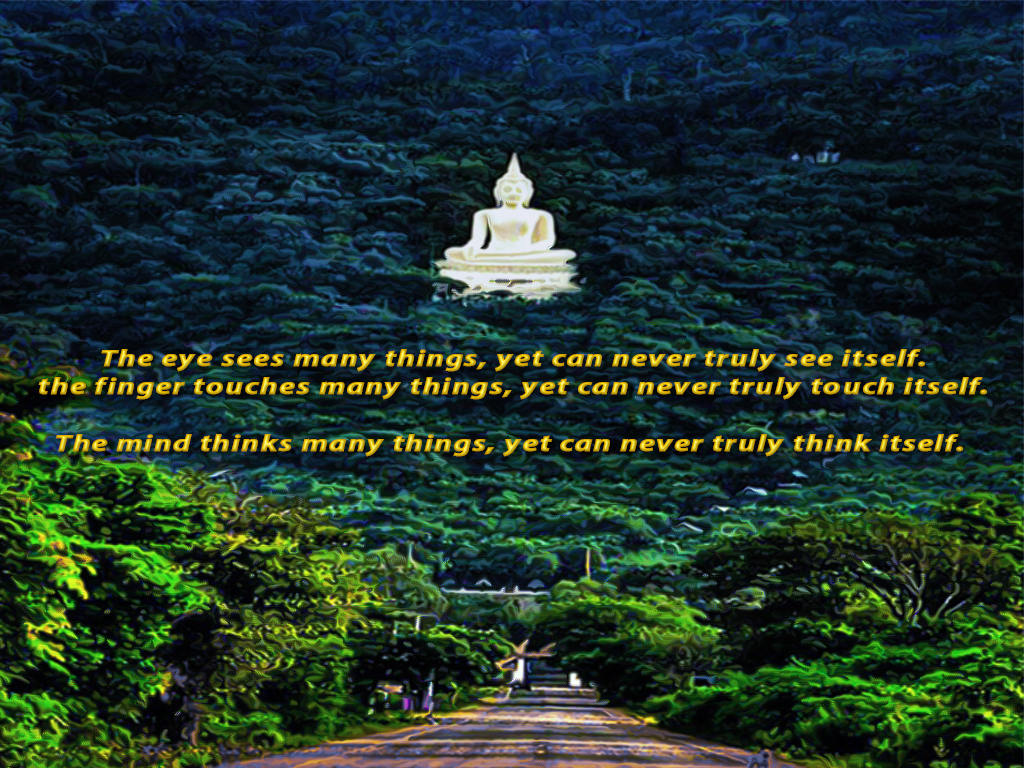 The eye sees many things, yet can never truly see itself.
the finger touches many things, yet can never truly touch itself.
The mind thinks many things, yet can never truly think itself.